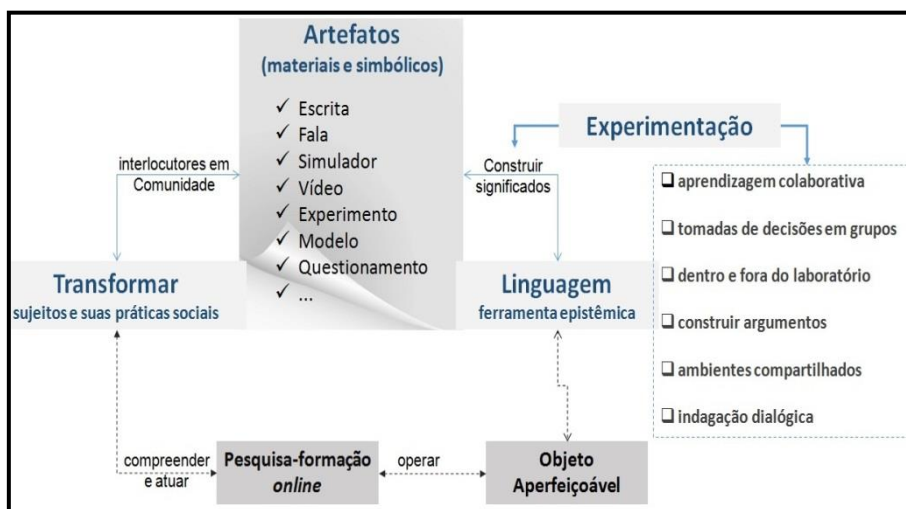 Artefatos
(materiais e simbólicos)
✓ Escrita
✓ Fala
✓ Simulador
✓ Vídeo
✓ Experimento
✓ Modelo
✓ Questionamento
✓ ...
interlocutores em
Comunidade
Construir
significados
Experimentação
❑ aprendizagem colaborativa
❑ tomadas de decisões em grupos
❑ dentro e fora do laboratório
❑ construir argumentos
❑ ambientes compartilhados
❑ indagação dialógica
Transformar
sujeitos e suas práticas sociais
Linguagem
ferramenta epistêmica
compreender
e atuar
Pesquisa-formação
online
operar
Objeto
Aperfeiçoável